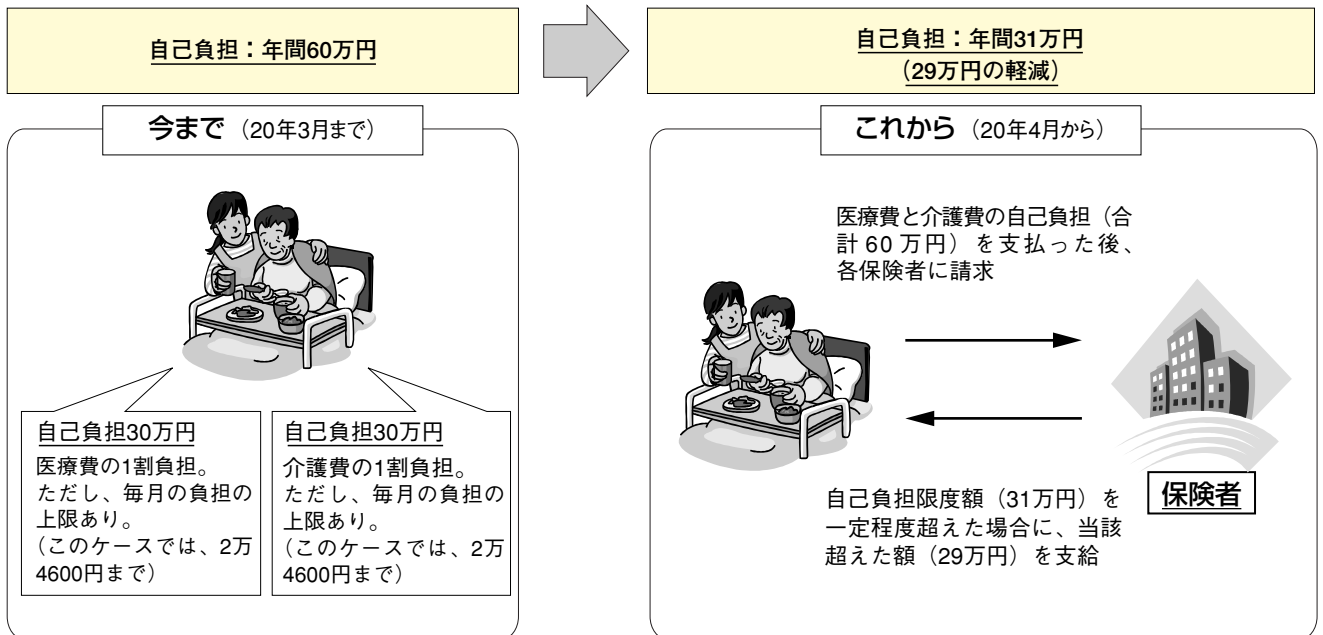 自己負担：年間60万円
自己負担：年間31万円
（29万円の軽減）
今まで（20年3月まで）
自己負担30万円
医療費の1割負担。
ただし、毎月の負担の
上限あり。
（このケースでは、2万
4600円まで）
自己負担30万円
介護費の1割負担。
ただし、毎月の負担の
上限あり。
（このケースでは、2万
4600円まで）
これから（20年4月から）
医療費と介護費の自己負担（合
計60万円）を支払った後、
各保険者に請求
保険者
自己負担限度額（31万円）を
一定程度超えた場合に、当該
超えた額（29万円）を支給